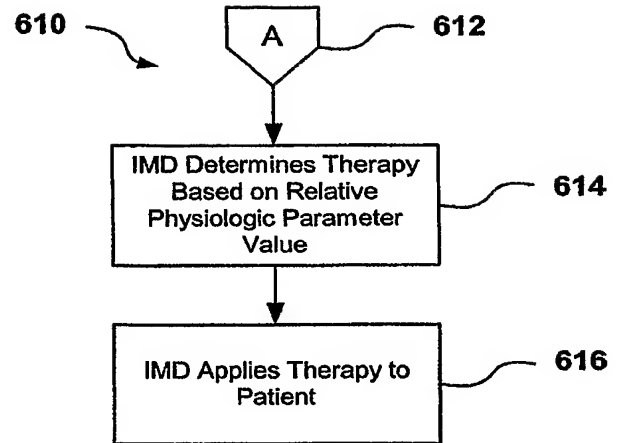 610
A
612
IMD Determines Therapy
Based on Relative
Physiologic Parameter
Value
614
IMD Applies Therapy to
Patient
616